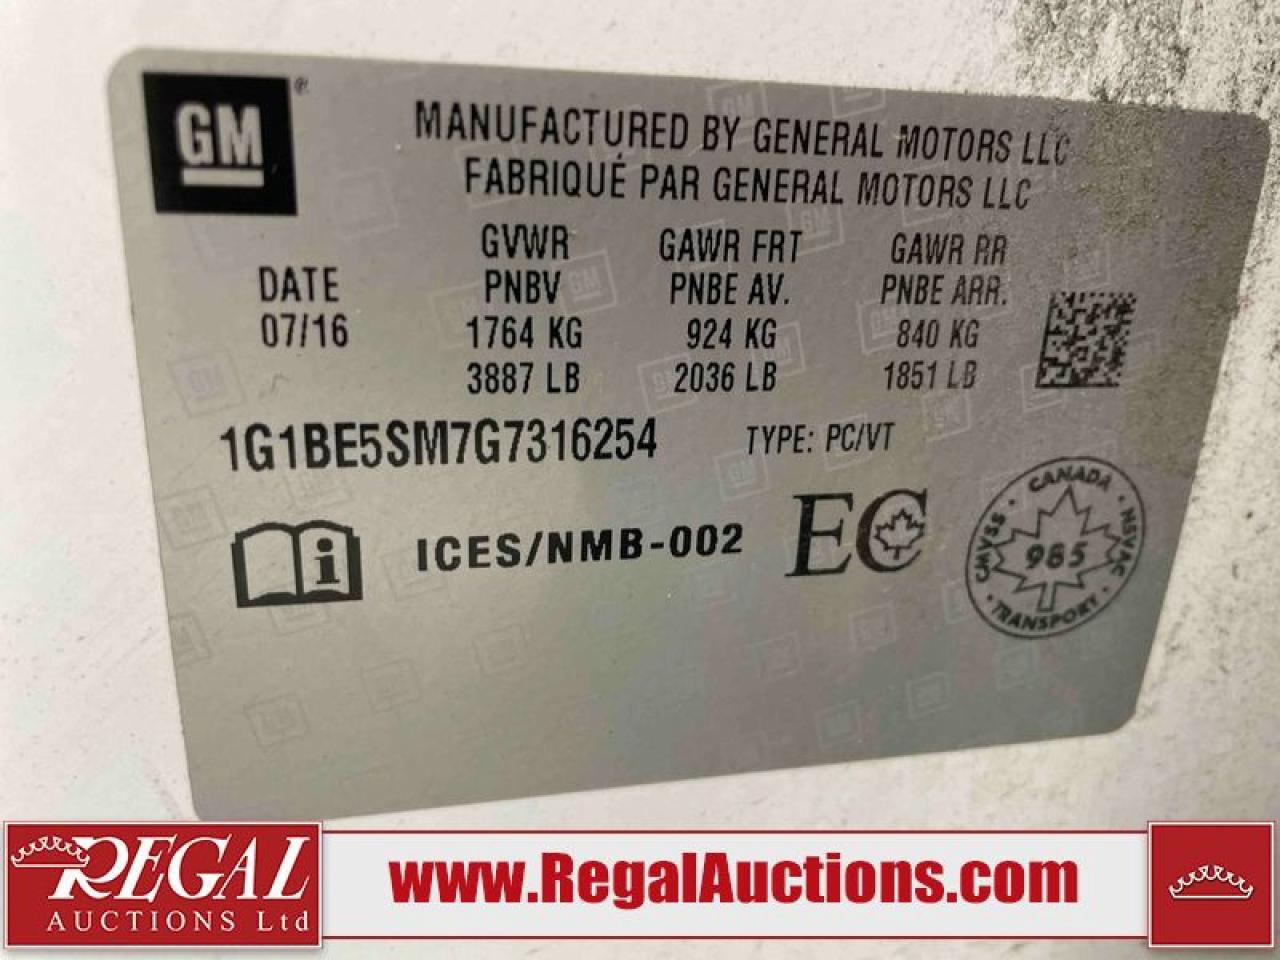 GM®
MANUFACTURED BY GENERAL MOTORS LLC
FABRIQUÉ PAR GENERAL MOTORS LLC
GVWR GAWR FRT GAWR RR
DATE PNBV PNBE AV. PNBE ARR.
07/16 1764 KG 924 KG 840 KG
3887 LB 2036 LB 1851 LB
1G1BE5SM7G7316254 TYPE: PC/VT
i ICES/NMB-002 EC
CANADA
CMVSS 985 NSVAC
TRANSPORT
REGAL
AUCTIONS Ltd
www.RegalAuctions.com